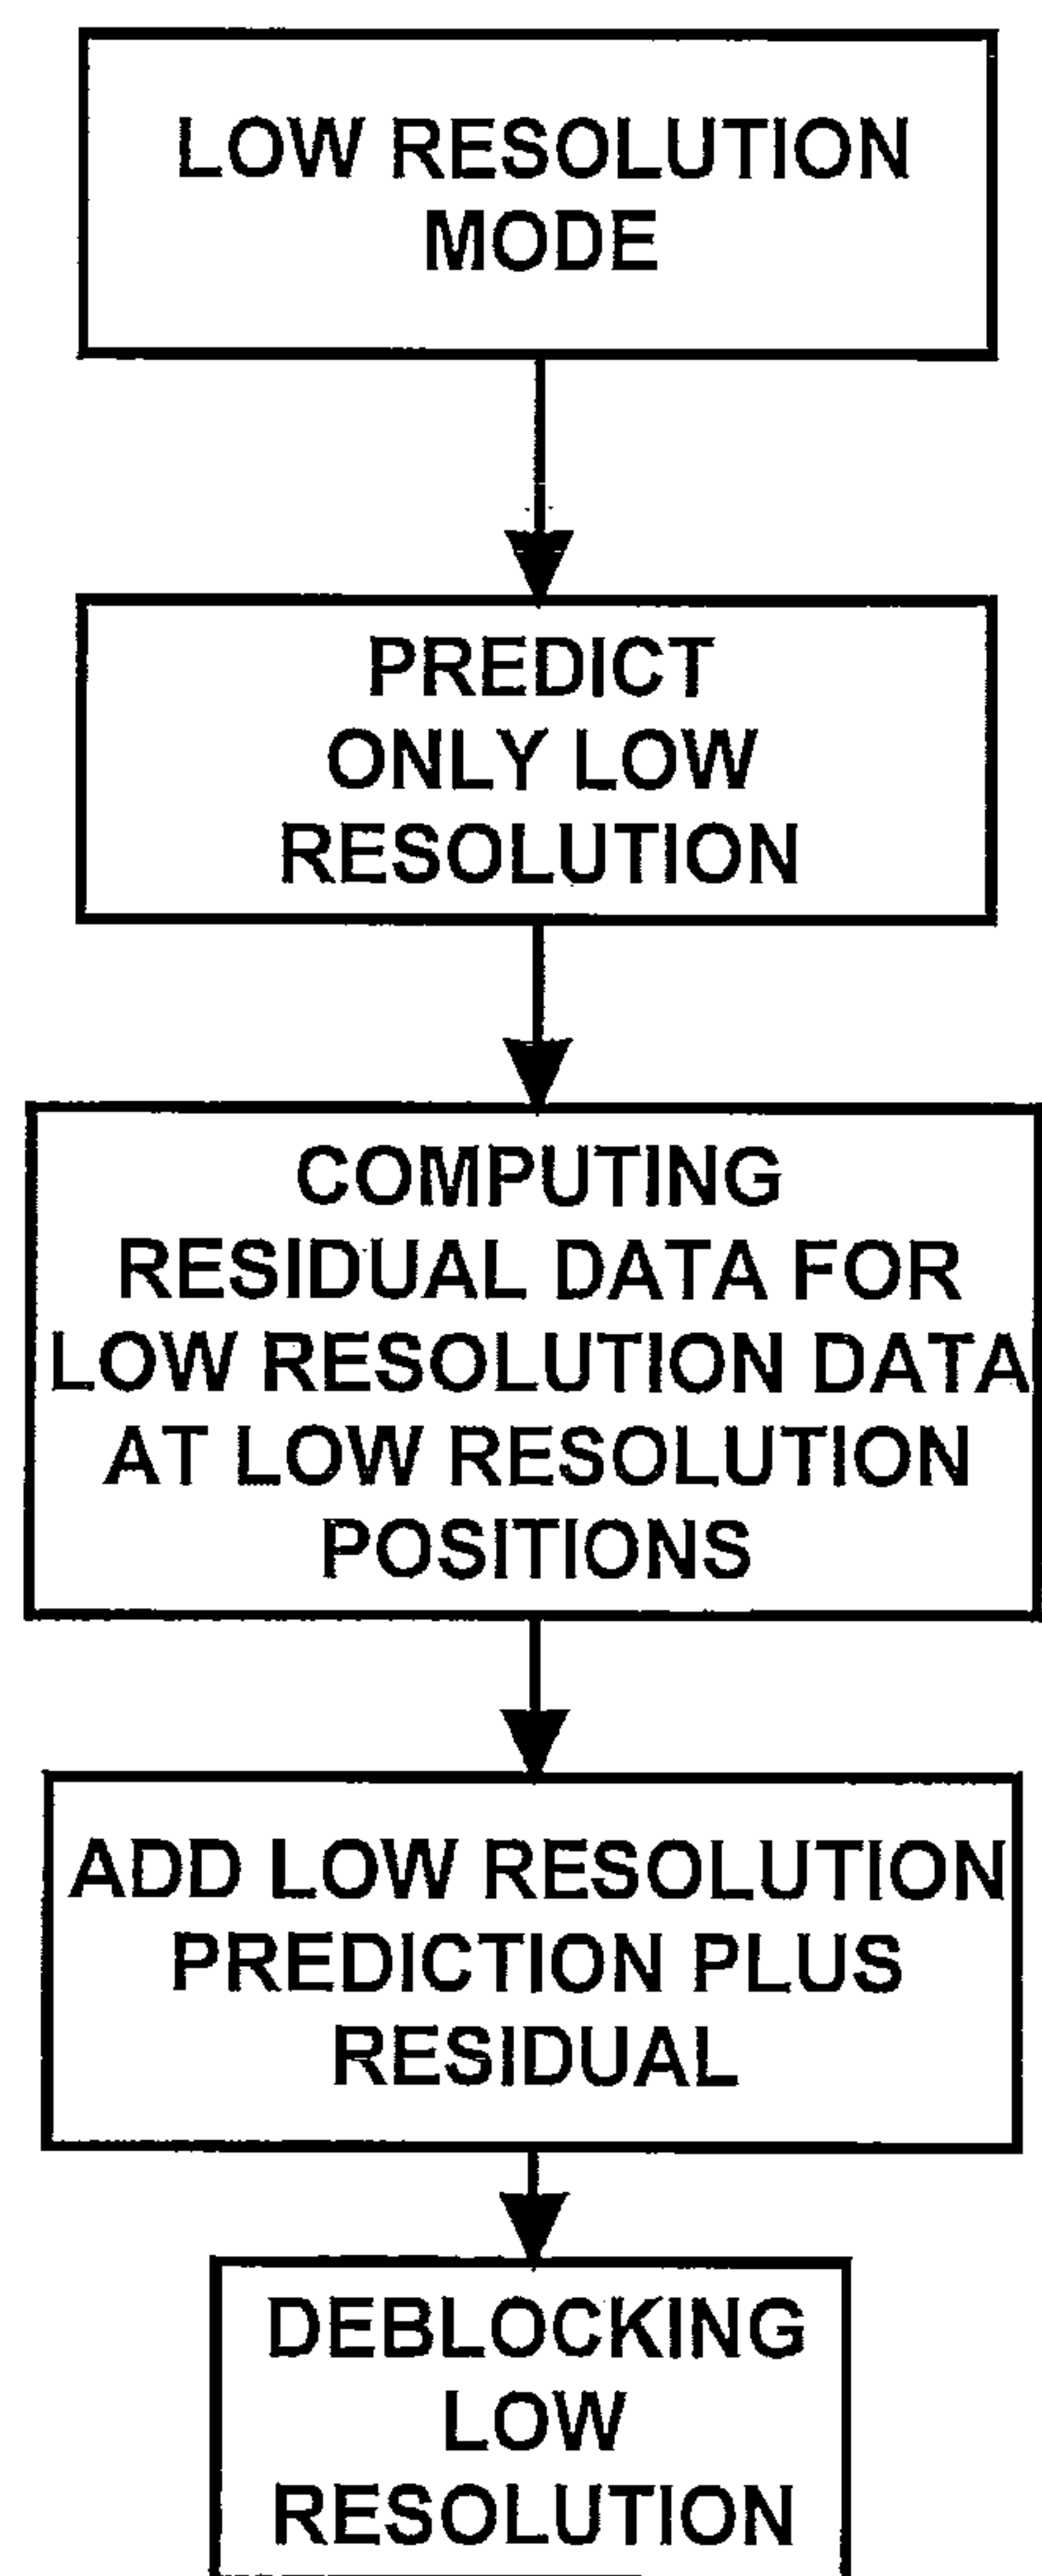 LOW RESOLUTION
MODE
PREDICT
ONLY LOW
RESOLUTION
COMPUTING
RESIDUAL DATA FOR
LOW RESOLUTION DATA
AT LOW RESOLUTION
POSITIONS
ADD LOW RESOLUTION
PREDICTION PLUS
RESIDUAL
DEBLOCKING
LOW
RESOLUTION